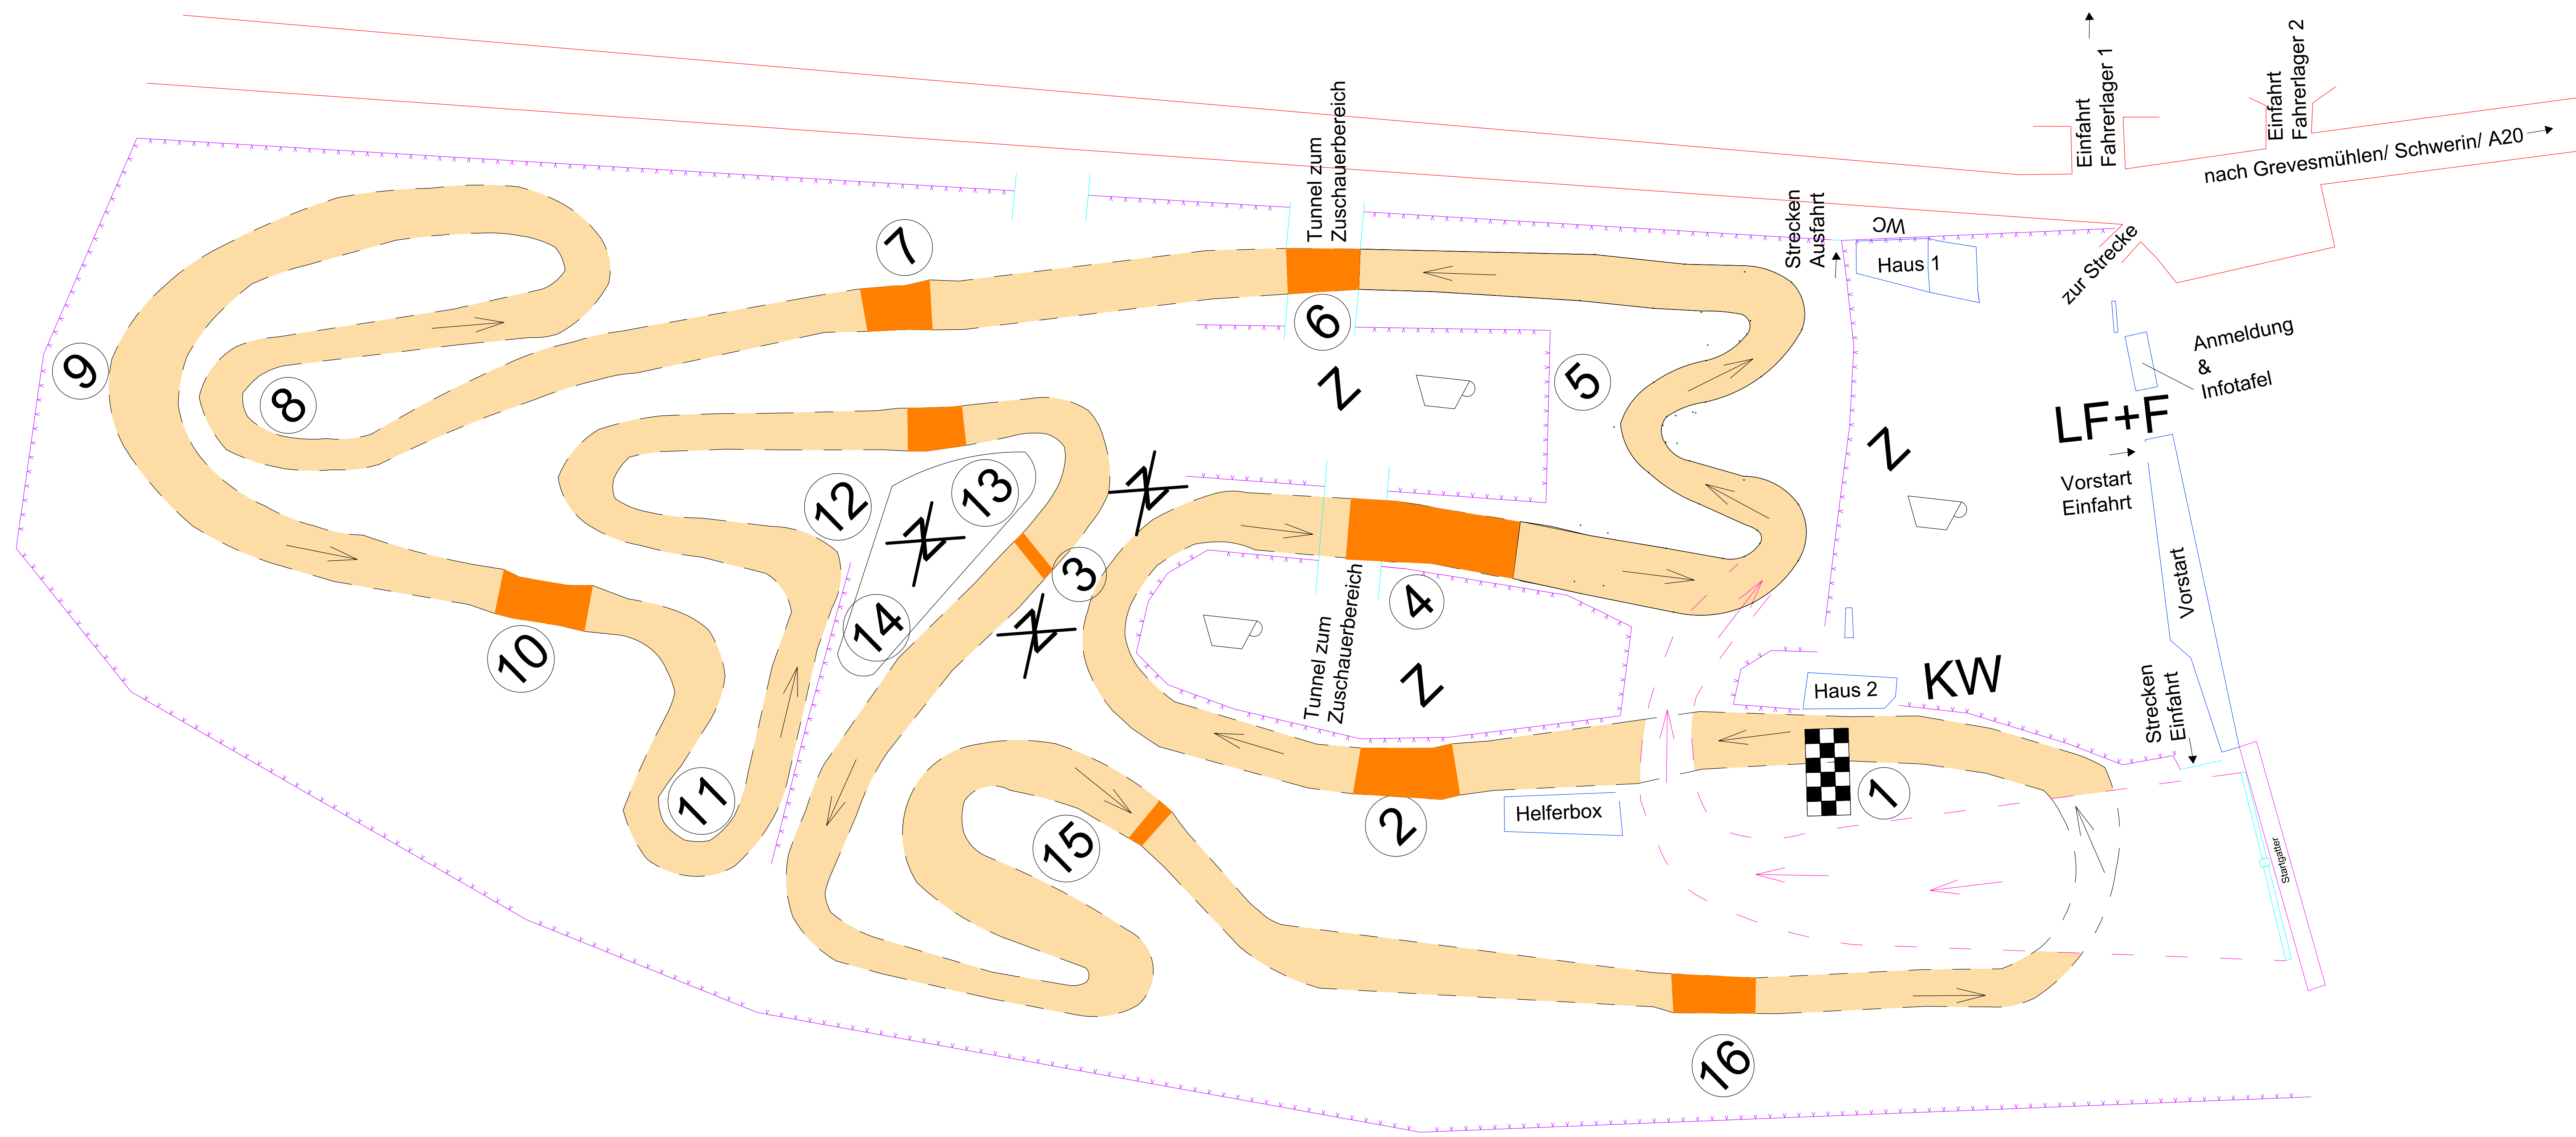 Einfahrt
Fahrerlager 1
Einfahrt
Fahrerlager 2
nach Grevesmühlen/ Schwerin/ A20
Tunnel zum
Zuschauerbereich
Strecken
Ausfahrt
WC
Haus 1
zur Strecke
7
6
9
8
5
Z
Anmeldung
&
Infotafel
LF+F
Z
Vorstart
Einfahrt
12
13
Z
Z
3
14
Z
4
Tunnel zum
Zuschauerbereich
Z
Vorstart
10
Haus 2
KW
Strecken
Einfahrt
11
15
2
Helferbox
1
Startgatter
16